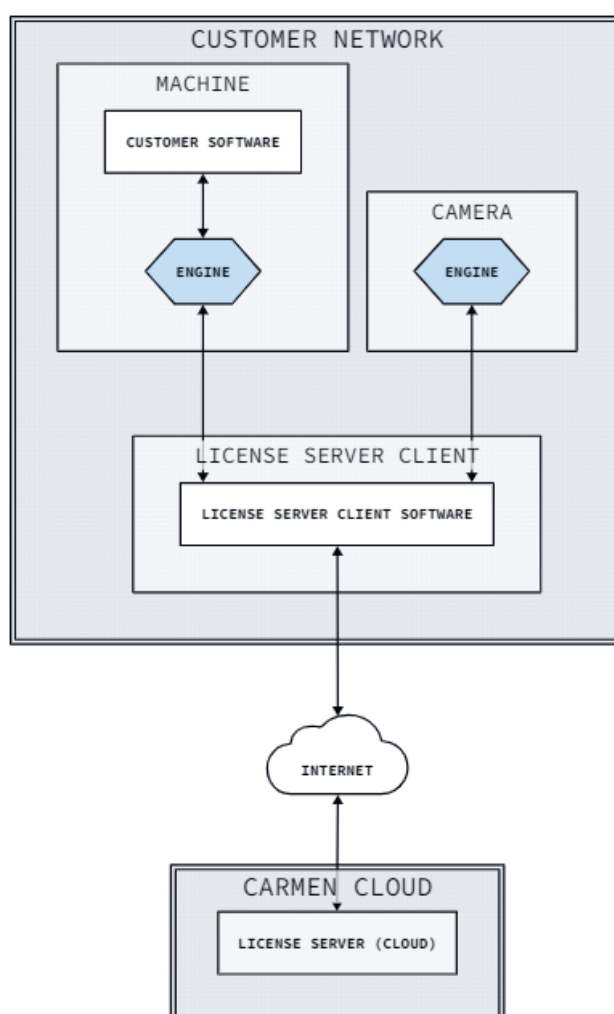 CUSTOMER NETWORK
MACHINE
CUSTOMER SOFTWARE
ENGINE
CAMERA
ENGINE
LICENSE SERVER CLIENT
LICENSE SERVER CLIENT SOFTWARE
INTERNET
CARMEN CLOUD
LICENSE SERVER (CLOUD)